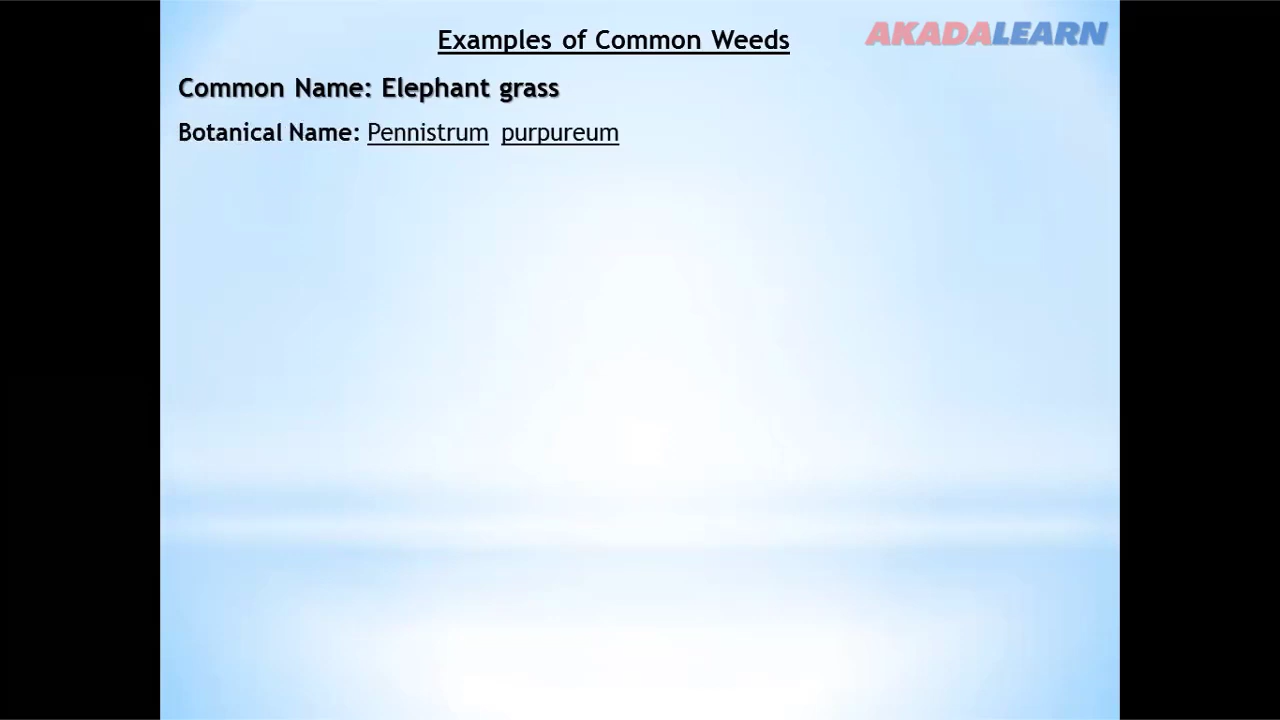 Examples of Common Weeds
AKADALEARN
Common Name: Elephant grass
Botanical Name: Pennistrum purpureum